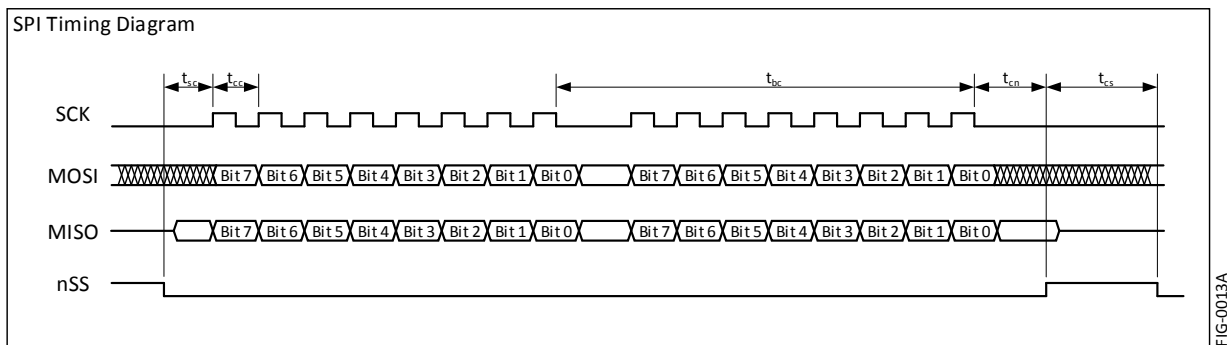 SPI Timing Diagram
tsc tcc tbc tcn tcs
SCK
MOSI Bit 7 Bit 6 Bit 5 Bit 4 Bit 3 Bit 2 Bit 1 Bit 0 Bit 7 Bit 6 Bit 5 Bit 4 Bit 3 Bit 2 Bit 1 Bit 0
MISO Bit 7 Bit 6 Bit 5 Bit 4 Bit 3 Bit 2 Bit 1 Bit 0 Bit 7 Bit 6 Bit 5 Bit 4 Bit 3 Bit 2 Bit 1 Bit 0
nSS
FIG-0013A